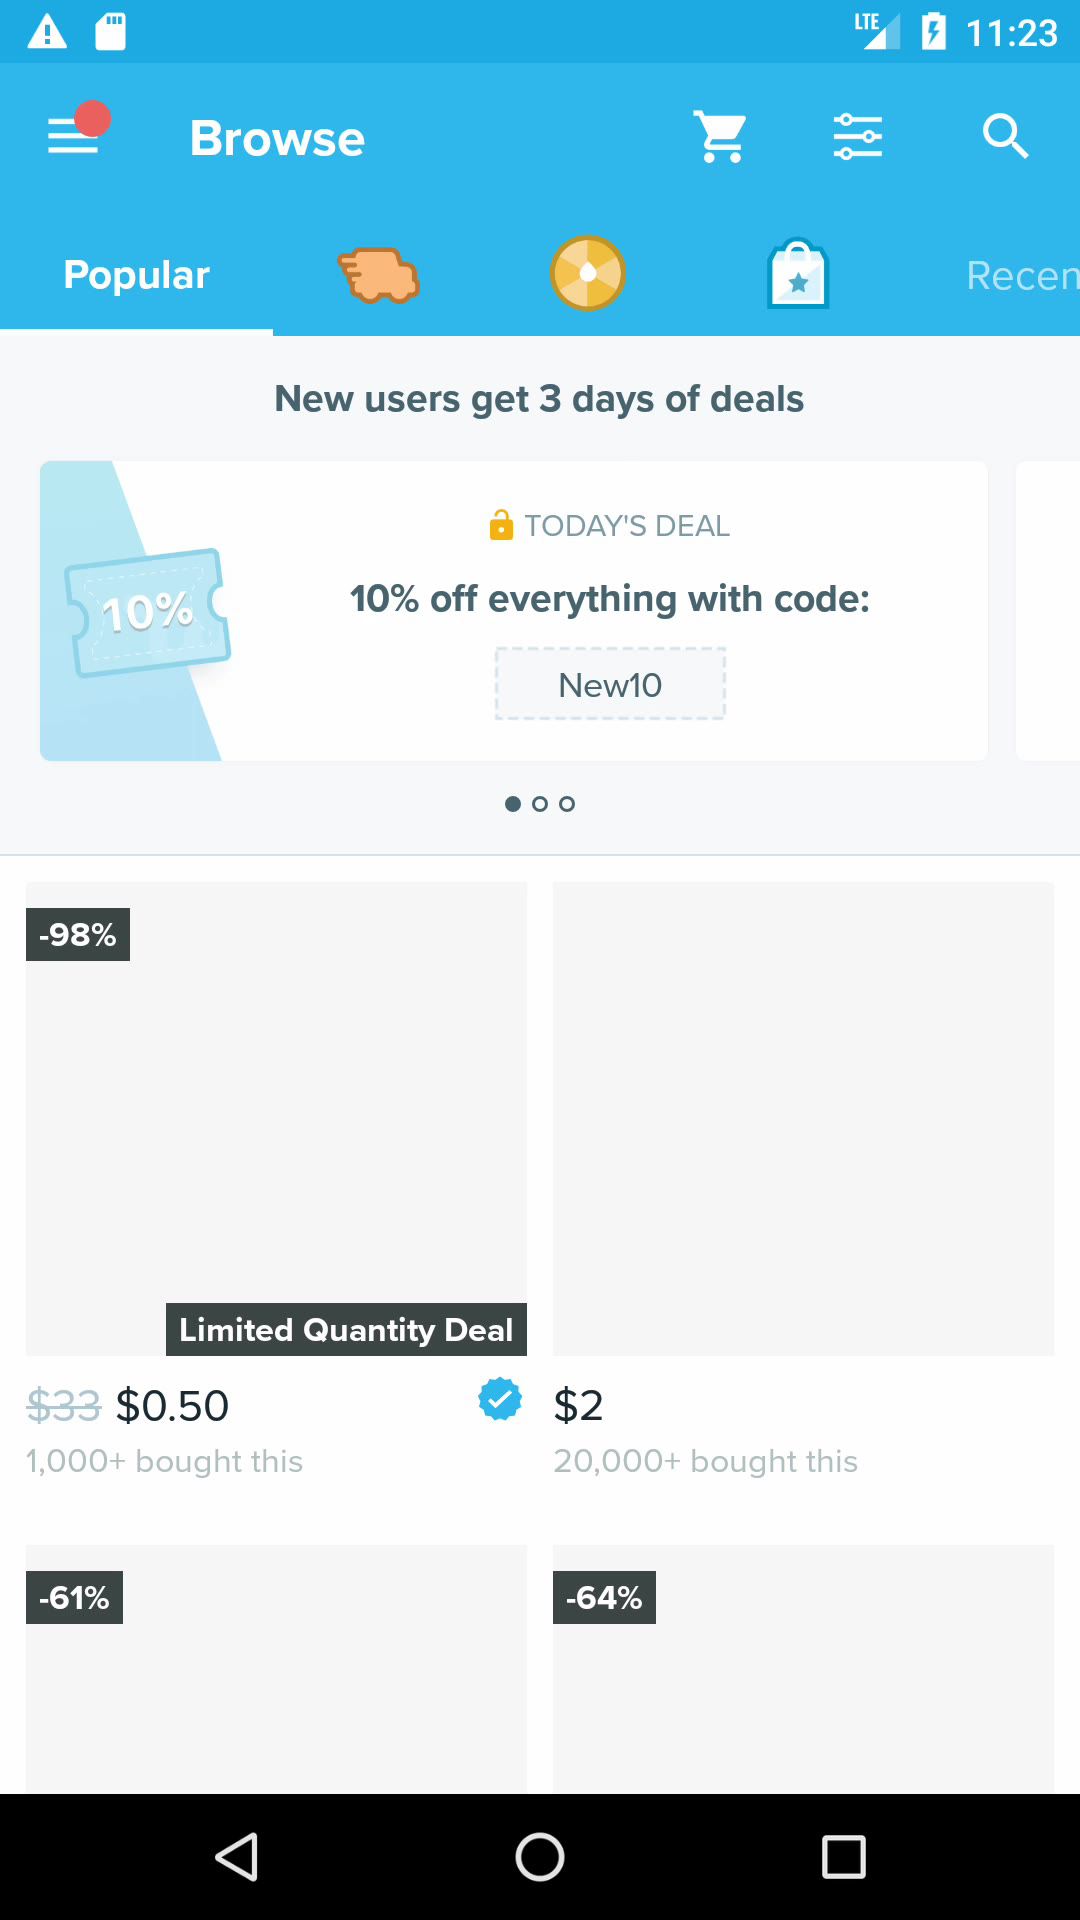 LTE 11:23
Browse
Popular
Recen
New users get 3 days of deals
TODAY'S DEAL
10% off everything with code:
10%
New10
-98%
Limited Quantity Deal
$33 $0.50
$2
1,000+ bought this
20,000+ bought this
-61%
-64%